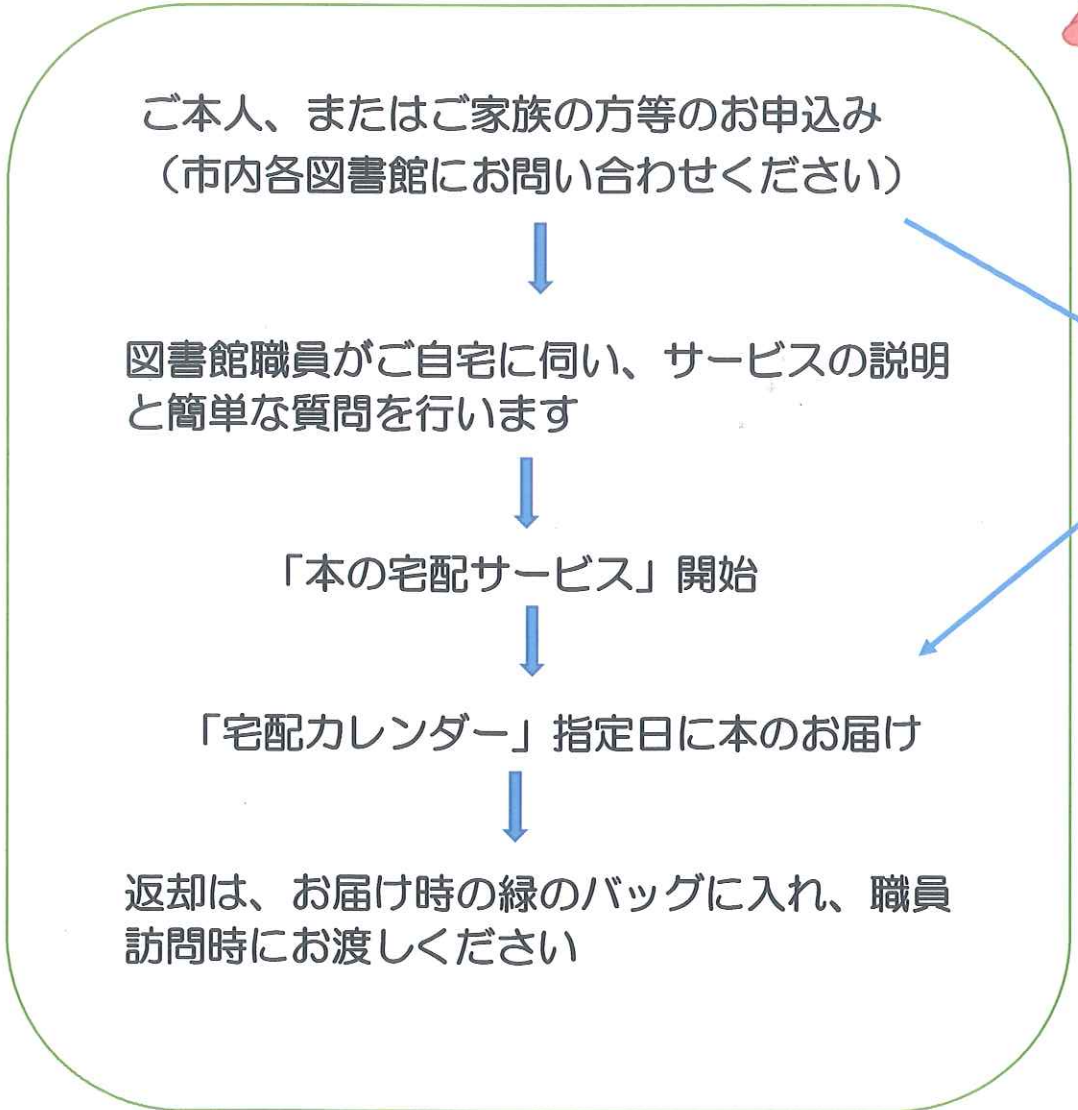 ご本人、またはご家族の方等のお申込み
（市内各図書館にお問い合わせください）
図書館職員がご自宅に伺い、サービスの説明
と簡単な質問を行います
「本の宅配サービス」開始
「宅配カレンダー」指定日に本のお届け
返却は、お届け時の緑のバッグに入れ、職員
訪問時にお渡しください